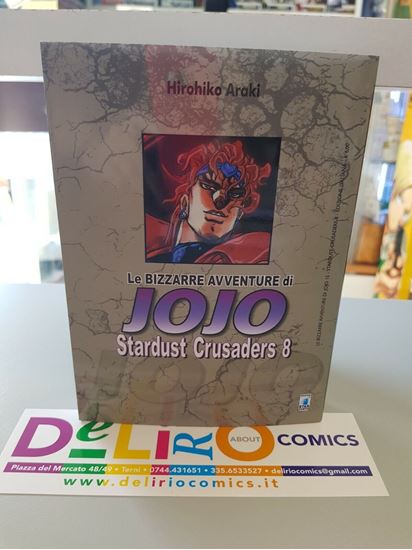 Hirohiko Araki
Le BIZZARRE AVVENTURE di
JOJO
Stardust Crusaders 8
STAR
DeLiRio ABOUT COMICS
Piazza del Mercato 48/49 • Terni • 0744.431651 • 335.6533527 • deliriocomics@gmail.com
www.deliriocomics.it